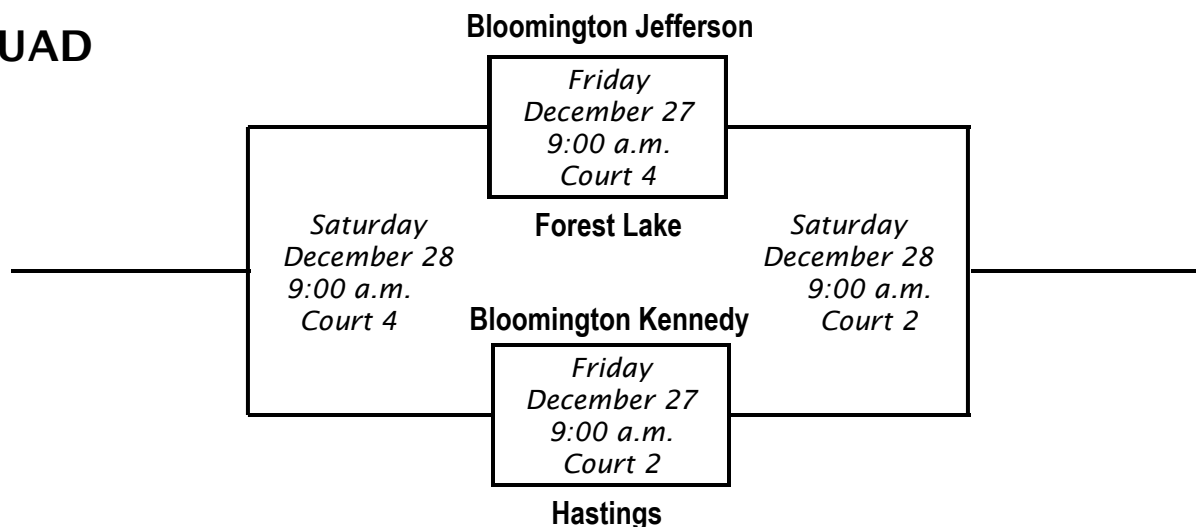 UAD
Bloomington Jefferson
Friday
December 27
9:00 a.m.
Court 4
Forest Lake
Saturday
December 28
9:00 a.m.
Court 4
Saturday
December 28
9:00 a.m.
Court 2
Bloomington Kennedy
Friday
December 27
9:00 a.m.
Court 2
Hastings